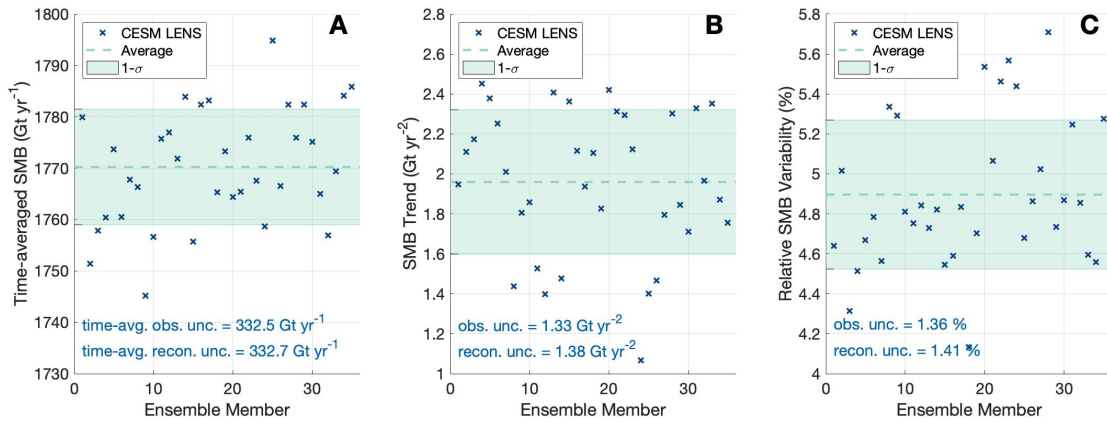 A
CESM LENS
Average
1-σ
Time-averaged SMB (Gt yr⁻¹)
1800
1790
1780
1770
1760
1750
1740
1730
time-avg. obs. unc. = 332.5 Gt yr⁻¹
time-avg. recon. unc. = 332.7 Gt yr⁻¹
0 10 20 30
Ensemble Member
B
CESM LENS
Average
1-σ
SMB Trend (Gt yr⁻²)
2.8
2.6
2.4
2.2
2
1.8
1.6
1.4
1.2
1
obs. unc. = 1.33 Gt yr⁻²
recon. unc. = 1.38 Gt yr⁻²
0 10 20 30
Ensemble Member
C
CESM LENS
Average
1-σ
Relative SMB Variability (%)
5.8
5.6
5.4
5.2
5
4.8
4.6
4.4
4.2
4
obs. unc. = 1.36 %
recon. unc. = 1.41 %
0 10 20 30
Ensemble Member